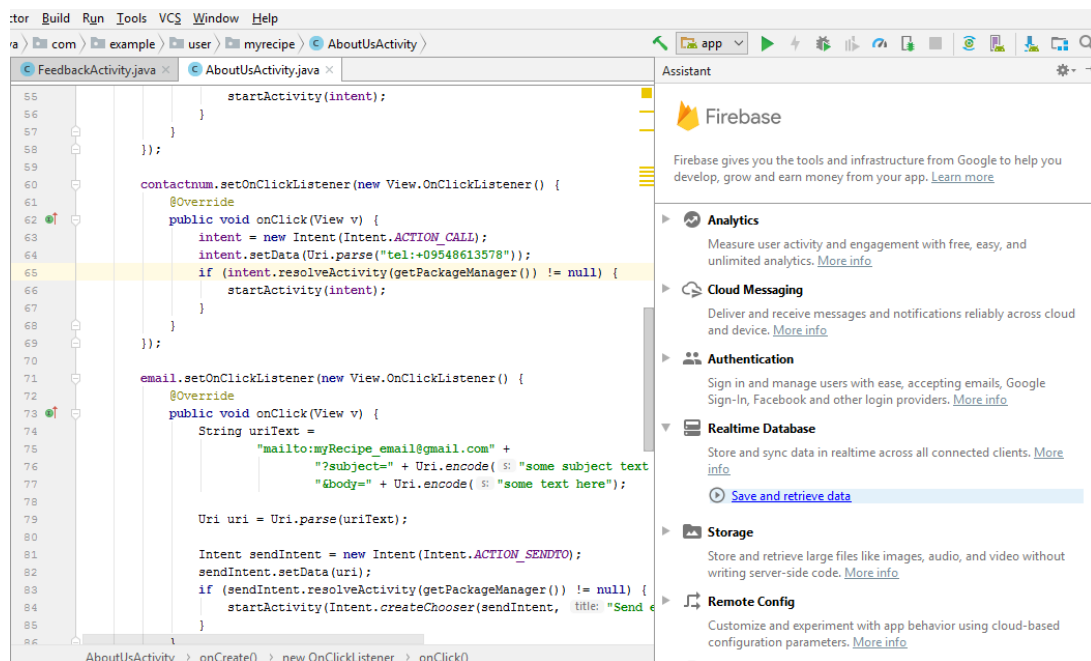 ctor Build Run Tools VCS Window Help
va com example user myrecipe AboutUsActivity
app
FeedbackActivity.java AboutUsActivity.java
55 startActivity(intent);
56 }
57 }
58 });
59
60 contactnum.setOnClickListener(new View.OnClickListener() {
61 @Override
62 public void onClick(View v) {
63 intent = new Intent(Intent.ACTION_CALL);
64 intent.setData(Uri.parse("tel:+09548613578"));
65 if (intent.resolveActivity(getPackageManager()) != null) {
66 startActivity(intent);
67 }
68 }
69 });
70
71 email.setOnClickListener(new View.OnClickListener() {
72 @Override
73 public void onClick(View v) {
74 String uriText =
75 "mailto:myRecipe_email@gmail.com" +
76 "?subject=" + Uri.encode( s: "some subject text
77 "&body=" + Uri.encode( s: "some text here");
78
79 Uri uri = Uri.parse(uriText);
80
81 Intent sendIntent = new Intent(Intent.ACTION_SENDTO);
82 sendIntent.setData(uri);
83 if (sendIntent.resolveActivity(getPackageManager()) != null) {
84 startActivity(Intent.createChooser(sendIntent, title: "Send e
85 }
86 }
AboutUsActivity > onCreate() > new OnClickListener > onClick()
Assistant
Firebase
Firebase gives you the tools and infrastructure from Google to help you
develop, grow and earn money from your app. Learn more
Analytics
Measure user activity and engagement with free, easy, and
unlimited analytics. More info
Cloud Messaging
Deliver and receive messages and notifications reliably across cloud
and device. More info
Authentication
Sign in and manage users with ease, accepting emails, Google
Sign-In, Facebook and other login providers. More info
Realtime Database
Store and sync data in realtime across all connected clients. More
info
Save and retrieve data
Storage
Store and retrieve large files like images, audio, and video without
writing server-side code. More info
Remote Config
Customize and experiment with app behavior using cloud-based
configuration parameters. More info